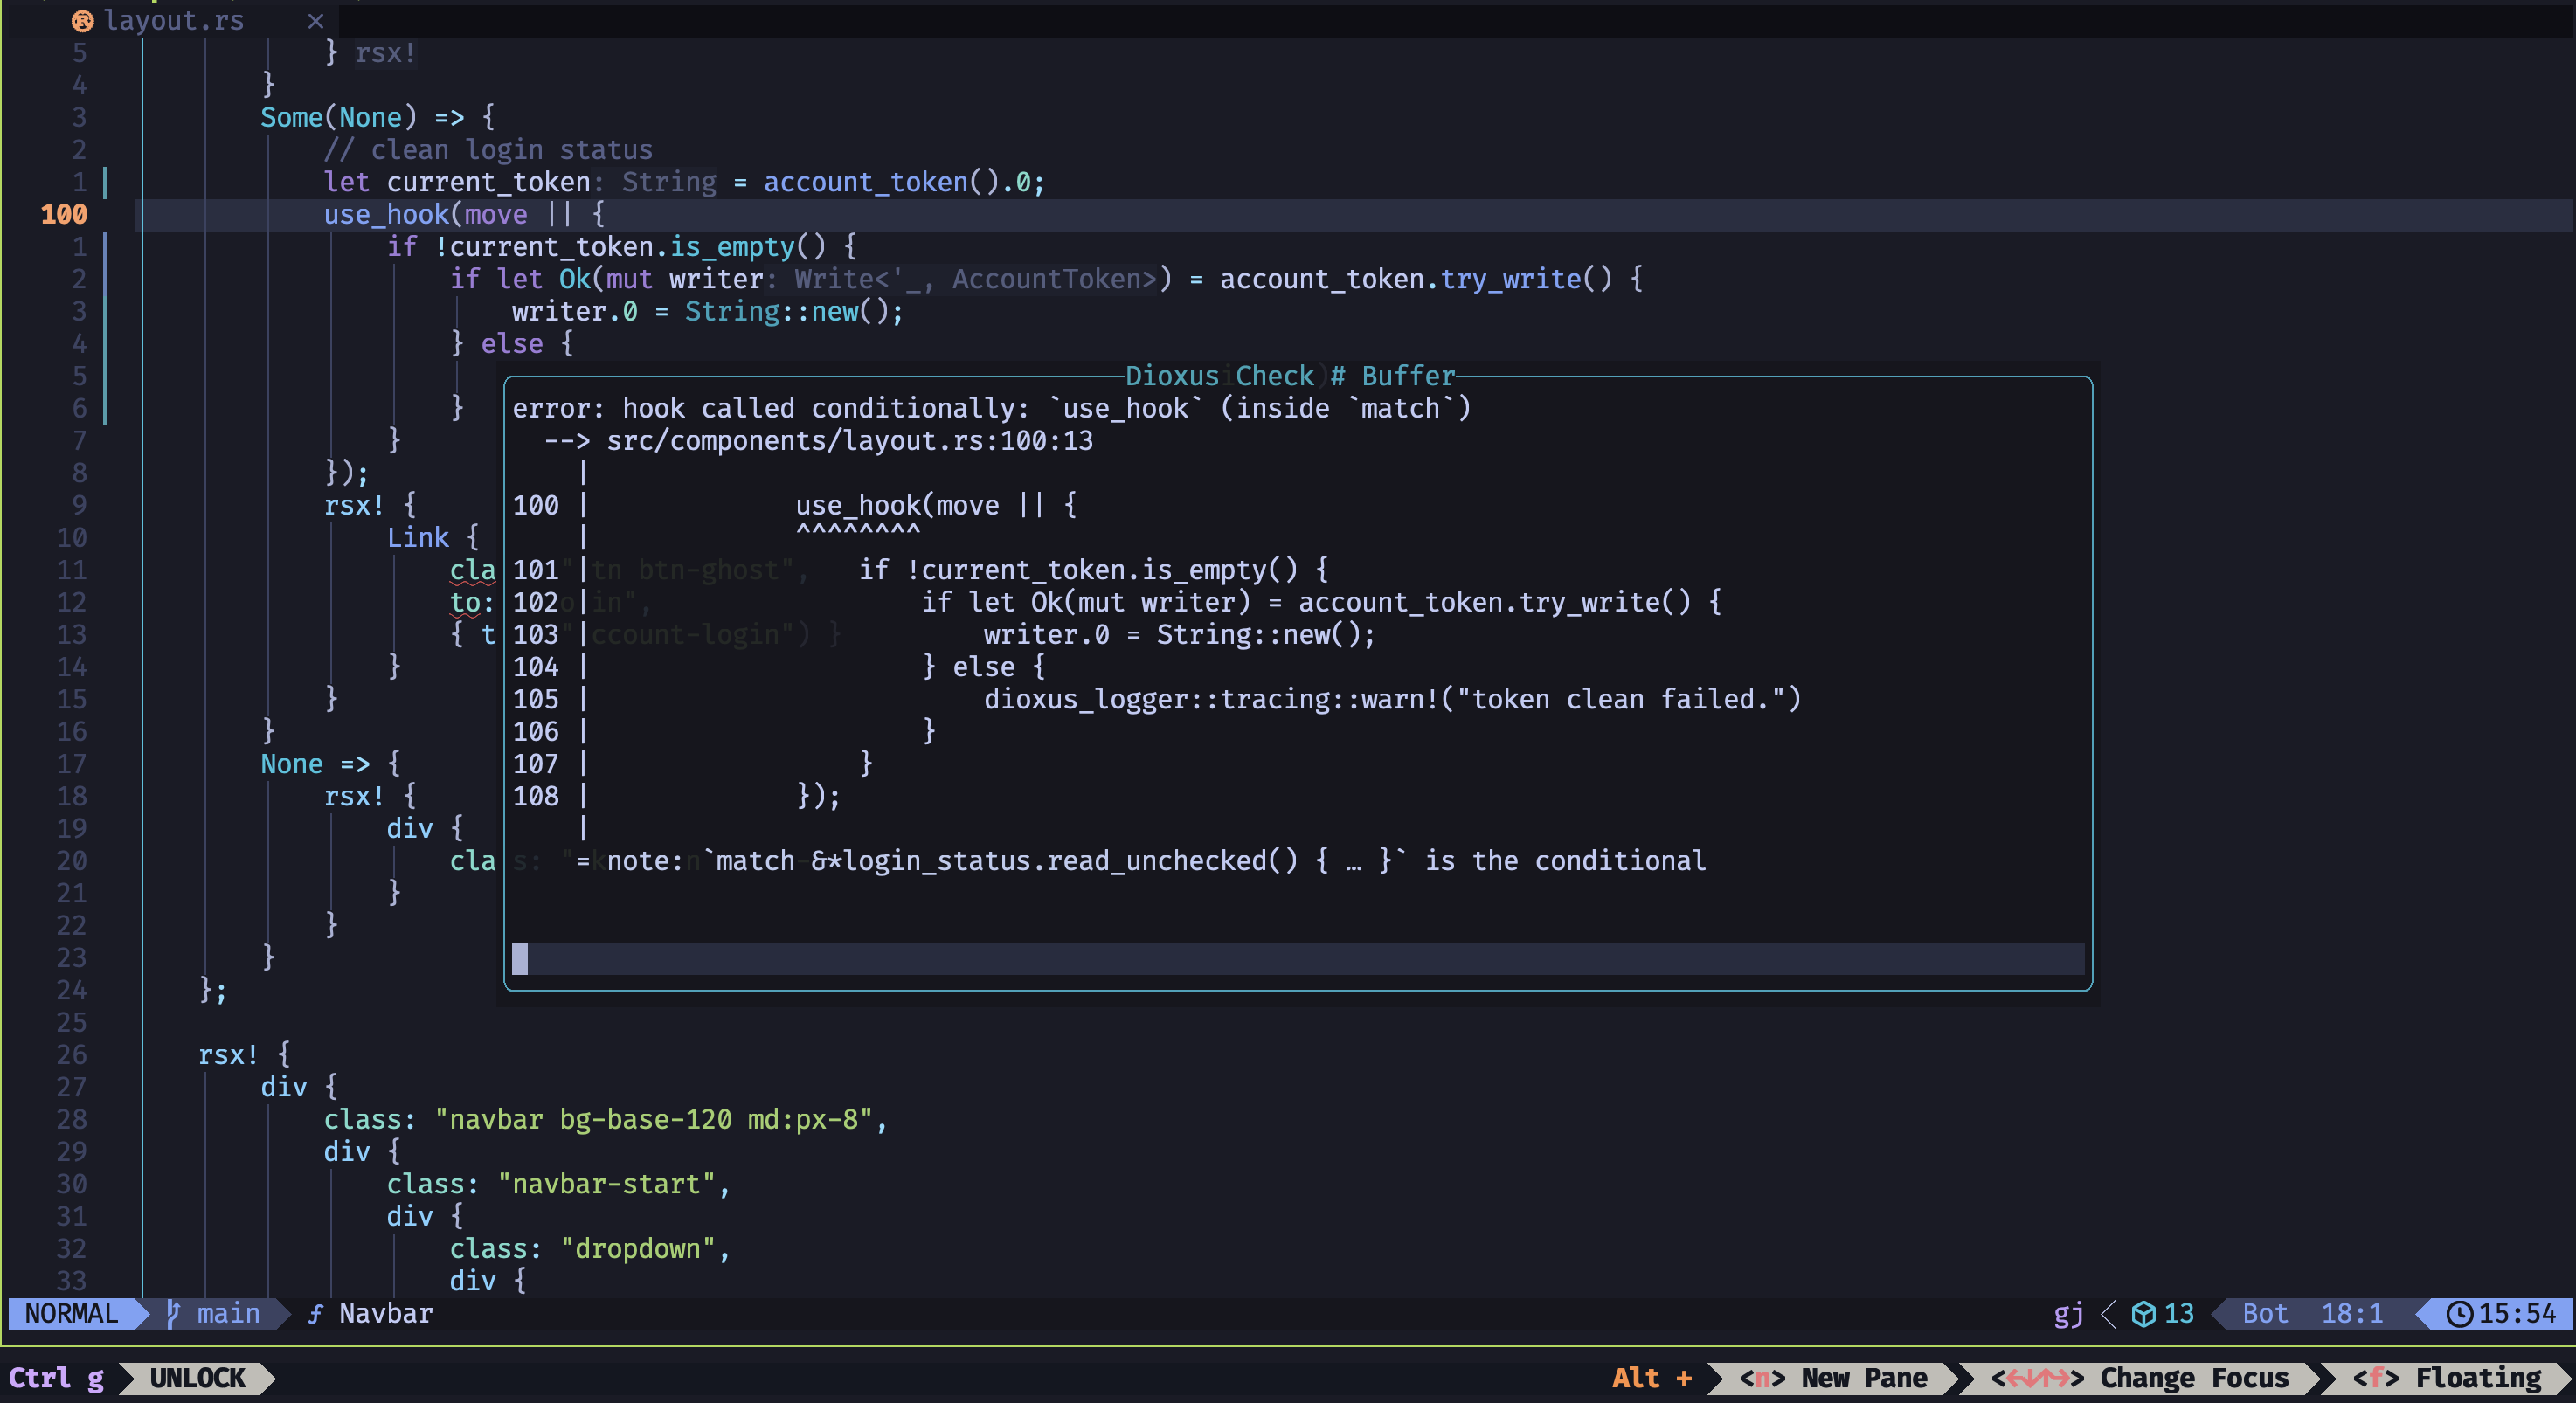 layout.rs ×
5 } rsx!
4 }
3 Some(None) => {
2 // clean login status
1 let current_token: String = account_token().0;
100 use_hook(move || {
1 if !current_token.is_empty() {
2 if let Ok(mut writer: Write<'_, AccountToken>) = account_token.try_write() {
3 writer.0 = String::new();
4 } else {
5
6 }
7 }
8 });
9 rsx! {
10 Link {
11 cla
12 to:
13 { t
14 }
15 }
16 }
17 None => {
18 rsx! {
19 div {
20 cla
21 }
22 }
23 }
24 };
25
26 rsx! {
27 div {
28 class: "navbar bg-base-120 md:px-8",
29 div {
30 class: "navbar-start",
31 div {
32 class: "dropdown",
33 div {
Dioxus Check # Buffer
error: hook called conditionally: `use_hook` (inside `match`)
--> src/components/layout.rs:100:13
|
100 | use_hook(move || {
| ^^^^^^^^
101 | if !current_token.is_empty() {
102 | if let Ok(mut writer) = account_token.try_write() {
103 | writer.0 = String::new();
104 | } else {
105 | dioxus_logger::tracing::warn!("token clean failed.")
106 | }
107 | }
108 | });
|
= note: `match &*login_status.read_unchecked() { … }` is the conditional
NORMAL main Navbar gj 13 Bot 18:1 15:54
Ctrl g UNLOCK Alt + <n> New Pane <←↓↑→> Change Focus <f> Floating